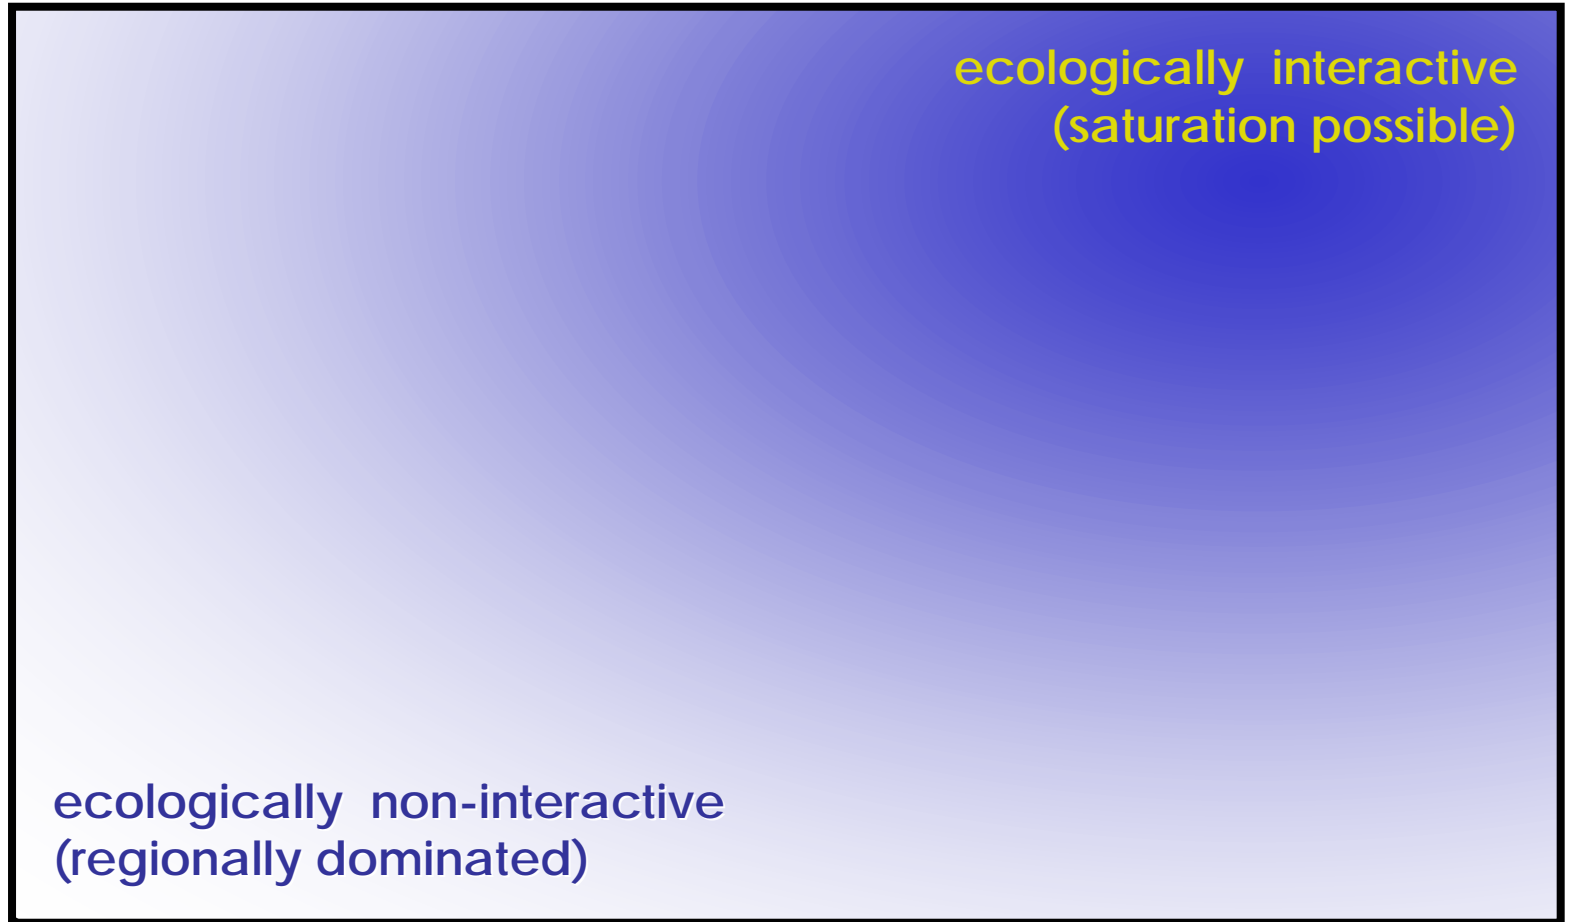 ecologically interactive
(saturation possible)
ecologically non-interactive
(regionally dominated)